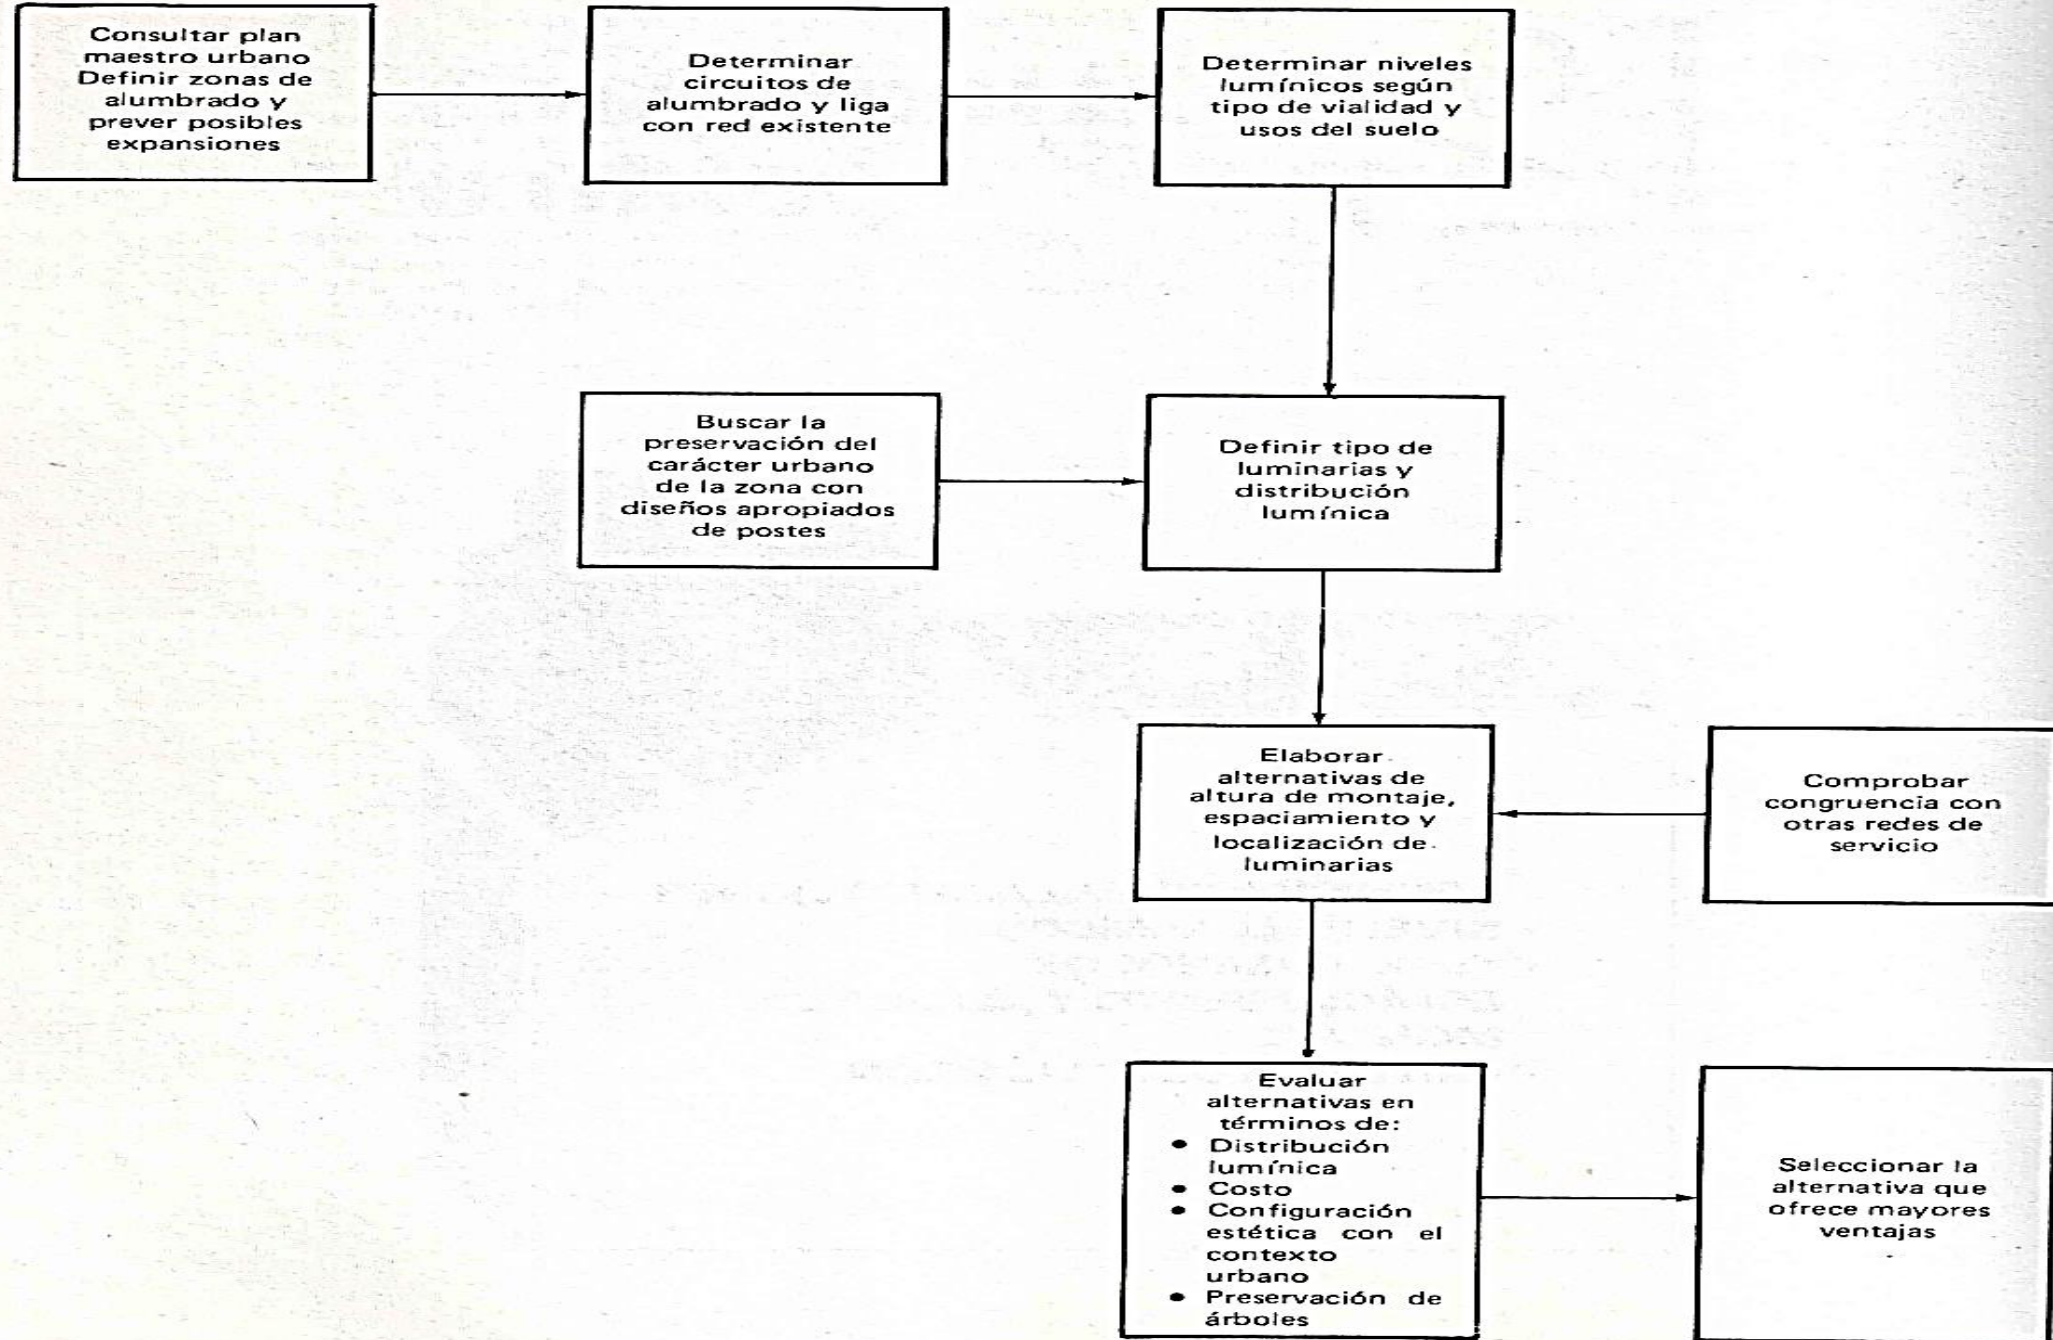 Consultar plan
maestro urbano
Definir zonas de
alumbrado y
prever posibles
expansiones
Determinar
circuitos de
alumbrado y liga
con red existente
Determinar niveles
lumínicos según
tipo de vialidad y
usos del suelo
Buscar la
preservación del
carácter urbano
de la zona con
diseños apropiados
de postes
Definir tipo de
luminarias y
distribución
lumínica
Elaborar
alternativas de
altura de montaje,
espaciamiento y
localización de
luminarias
Comprobar
congruencia con
otras redes de
servicio
Evaluar
alternativas en
términos de:
• Distribución
lumínica
• Costo
• Configuración
estética con el
contexto
urbano
• Preservación de
árboles
Seleccionar la
alternativa que
ofrece mayores
ventajas